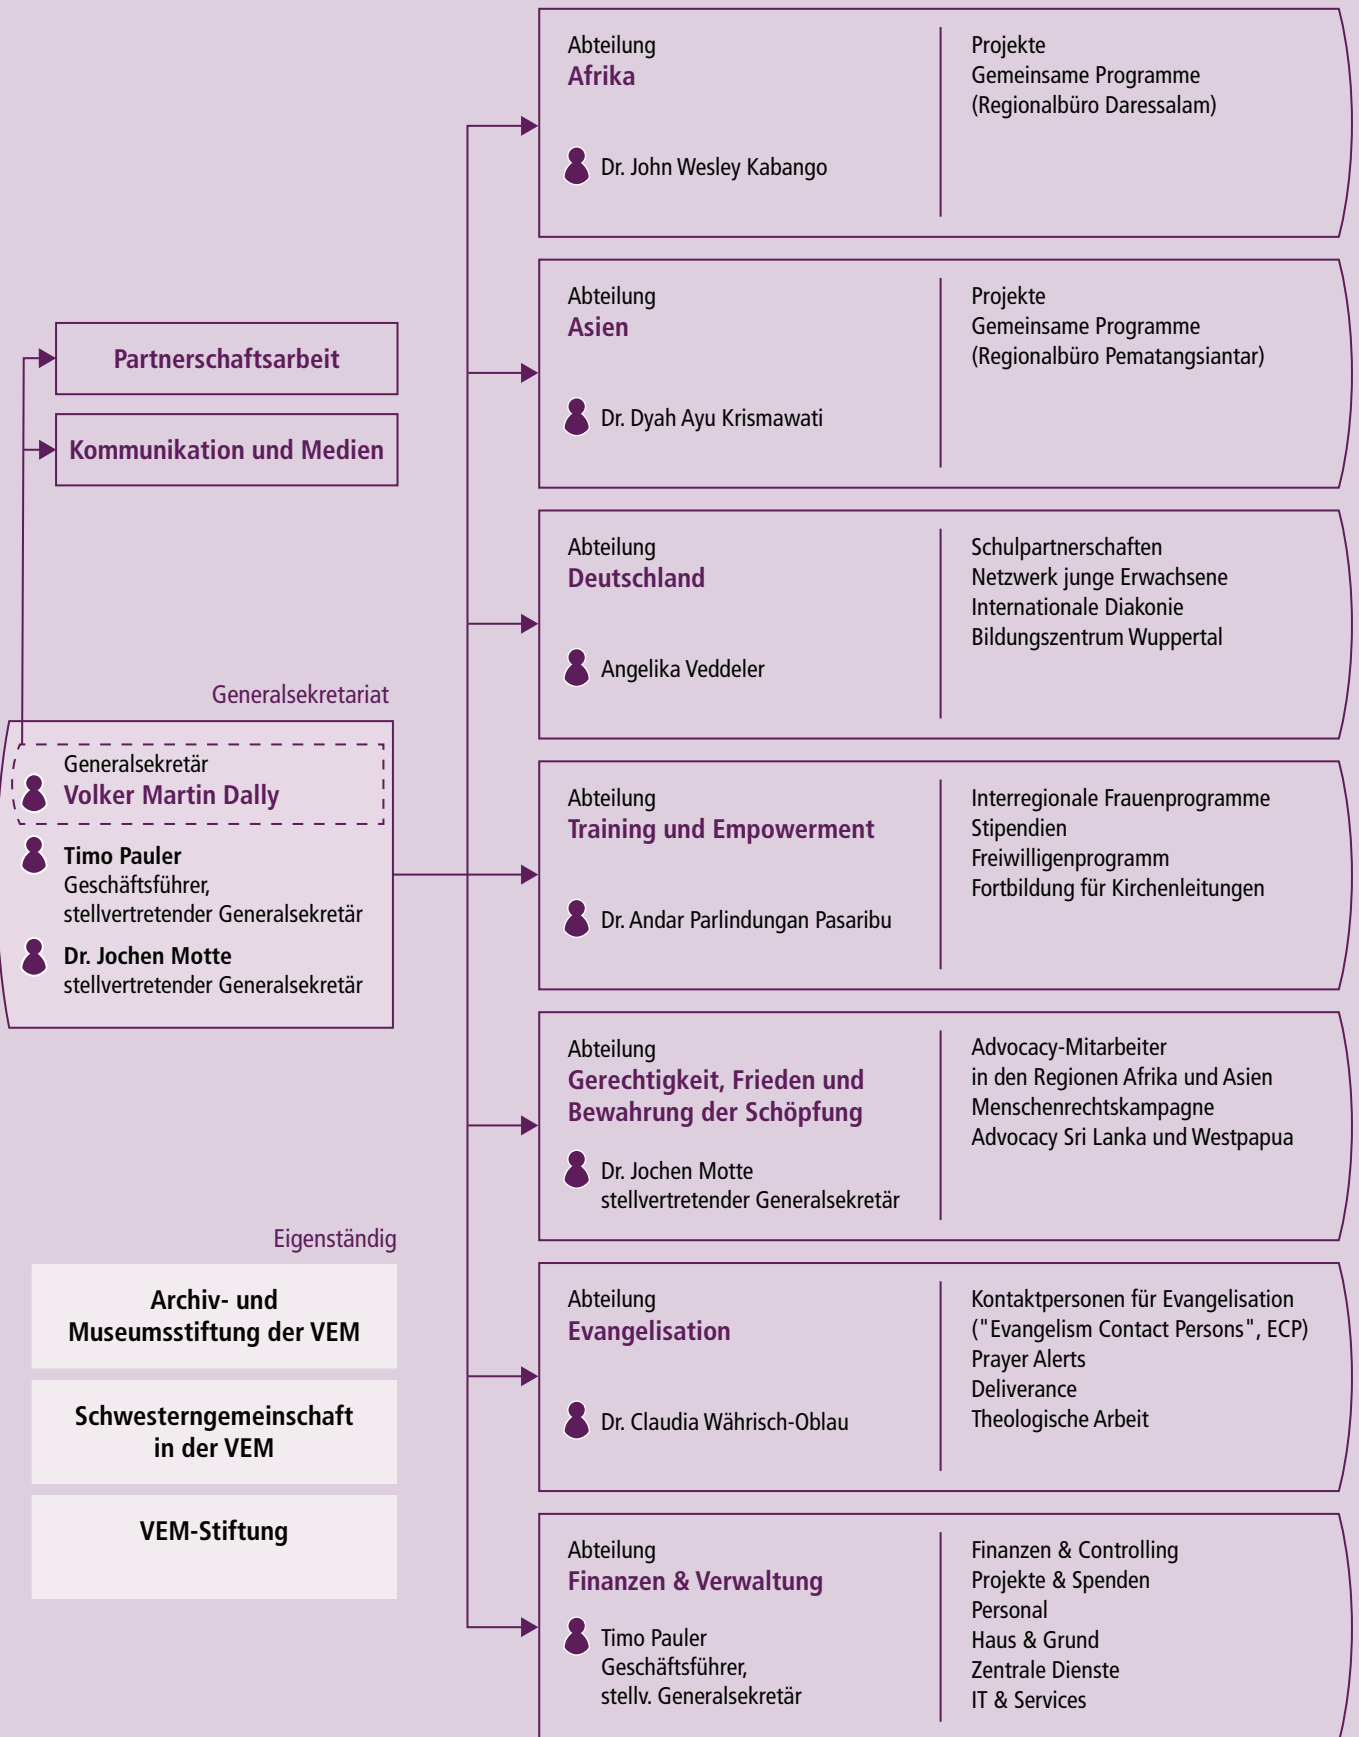 Partnerschaftsarbeit
Kommunikation und Medien
Generalsekretariat
Generalsekretär
Volker Martin Dally
Timo Pauler
Geschäftsführer,
stellvertretender Generalsekretär
Dr. Jochen Motte
stellvertretender Generalsekretär
Eigenständig
Archiv- und
Museumsstiftung der VEM
Schwesterngemeinschaft
in der VEM
VEM-Stiftung
Abteilung
Afrika
Dr. John Wesley Kabango
Projekte
Gemeinsame Programme
(Regionalbüro Daressalam)
Abteilung
Asien
Dr. Dyah Ayu Krismawati
Projekte
Gemeinsame Programme
(Regionalbüro Pematangsiantar)
Abteilung
Deutschland
Angelika Veddeler
Schulpartnerschaften
Netzwerk junge Erwachsene
Internationale Diakonie
Bildungszentrum Wuppertal
Abteilung
Training und Empowerment
Dr. Andar Parlindungan Pasaribu
Interregionale Frauenprogramme
Stipendien
Freiwilligenprogramm
Fortbildung für Kirchenleitungen
Abteilung
Gerechtigkeit, Frieden und
Bewahrung der Schöpfung
Dr. Jochen Motte
stellvertretender Generalsekretär
Advocacy-Mitarbeiter
in den Regionen Afrika und Asien
Menschenrechtskampagne
Advocacy Sri Lanka und Westpapua
Abteilung
Evangelisation
Dr. Claudia Währisch-Oblau
Kontaktpersonen für Evangelisation
("Evangelism Contact Persons", ECP)
Prayer Alerts
Deliverance
Theologische Arbeit
Abteilung
Finanzen & Verwaltung
Timo Pauler
Geschäftsführer,
stellv. Generalsekretär
Finanzen & Controlling
Projekte & Spenden
Personal
Haus & Grund
Zentrale Dienste
IT & Services